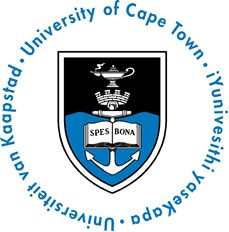 University of Cape Town · iYunivesithi yaseKapa · Universiteit van Kaapstad ·
SPES BONA